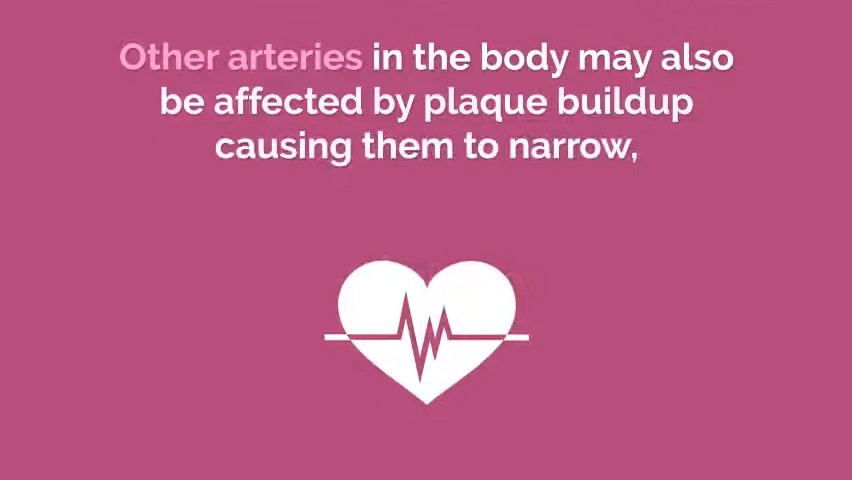 Other arteries in the body may also
be affected by plaque buildup
causing them to narrow,